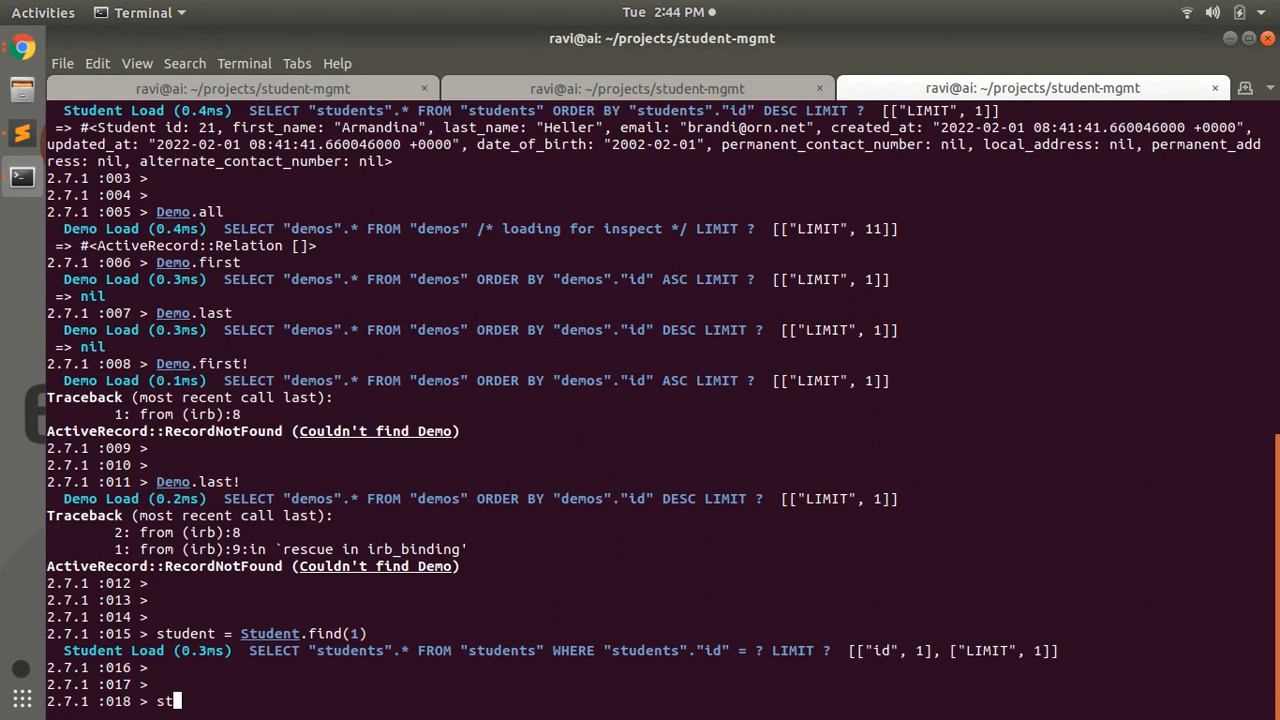 Activities Terminal Tue 2:44 PM
ravi@ai: ~/projects/student-mgmt
File Edit View Search Terminal Tabs Help
ravi@ai: ~/projects/student-mgmt × ravi@ai: ~/projects/student-mgmt × ravi@ai: ~/projects/student-mgmt ×
Student Load (0.4ms) SELECT "students".* FROM "students" ORDER BY "students"."id" DESC LIMIT ? [["LIMIT", 1]]
=> #<Student id: 21, first_name: "Armandina", last_name: "Heller", email: "brandi@orn.net", created_at: "2022-02-01 08:41:41.660046000 +0000",
updated_at: "2022-02-01 08:41:41.660046000 +0000", date_of_birth: "2002-02-01", permanent_contact_number: nil, local_address: nil, permanent_add
ress: nil, alternate_contact_number: nil>
2.7.1 :003 >
2.7.1 :004 >
2.7.1 :005 > Demo.all
Demo Load (0.4ms) SELECT "demos".* FROM "demos" /* loading for inspect */ LIMIT ? [["LIMIT", 11]]
=> #<ActiveRecord::Relation []>
2.7.1 :006 > Demo.first
Demo Load (0.3ms) SELECT "demos".* FROM "demos" ORDER BY "demos"."id" ASC LIMIT ? [["LIMIT", 1]]
=> nil
2.7.1 :007 > Demo.last
Demo Load (0.3ms) SELECT "demos".* FROM "demos" ORDER BY "demos"."id" DESC LIMIT ? [["LIMIT", 1]]
=> nil
2.7.1 :008 > Demo.first!
Demo Load (0.1ms) SELECT "demos".* FROM "demos" ORDER BY "demos"."id" ASC LIMIT ? [["LIMIT", 1]]
Traceback (most recent call last):
1: from (irb):8
ActiveRecord::RecordNotFound (Couldn't find Demo)
2.7.1 :009 >
2.7.1 :010 >
2.7.1 :011 > Demo.last!
Demo Load (0.2ms) SELECT "demos".* FROM "demos" ORDER BY "demos"."id" DESC LIMIT ? [["LIMIT", 1]]
Traceback (most recent call last):
2: from (irb):8
1: from (irb):9:in `rescue in irb_binding'
ActiveRecord::RecordNotFound (Couldn't find Demo)
2.7.1 :012 >
2.7.1 :013 >
2.7.1 :014 >
2.7.1 :015 > student = Student.find(1)
Student Load (0.3ms) SELECT "students".* FROM "students" WHERE "students"."id" = ? LIMIT ? [["id", 1], ["LIMIT", 1]]
2.7.1 :016 >
2.7.1 :017 >
2.7.1 :018 > st